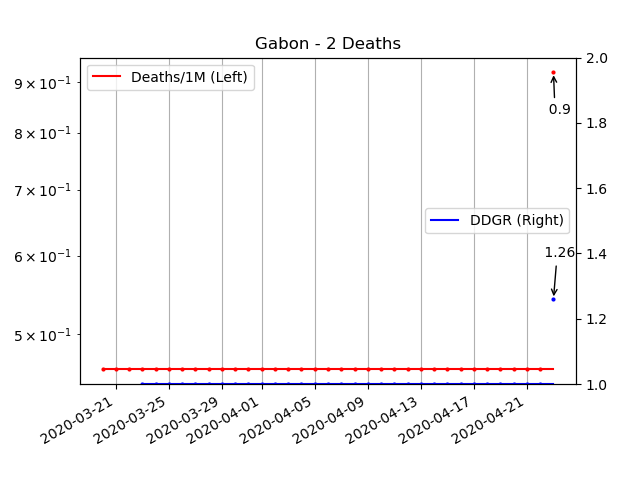 Gabon - 2 Deaths
Deaths/1M (Left)
DDGR (Right)
0.9
1.26
9 × 10⁻¹
8 × 10⁻¹
7 × 10⁻¹
6 × 10⁻¹
5 × 10⁻¹
2.0
1.8
1.6
1.4
1.2
1.0
2020-03-21
2020-03-25
2020-03-29
2020-04-01
2020-04-05
2020-04-09
2020-04-13
2020-04-17
2020-04-21